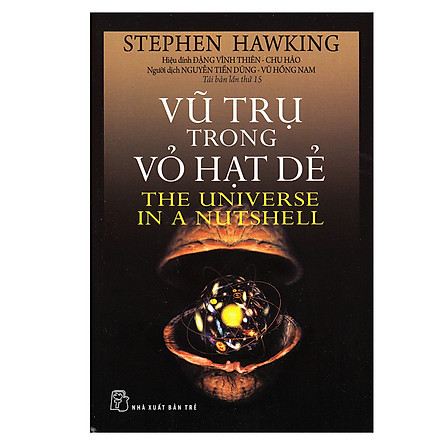 STEPHEN HAWKING
Hiệu đính ĐẶNG VĨNH THIÊN - CHU HẢO
Người dịch NGUYỄN TIẾN DŨNG - VŨ HỒNG NAM
Tái bản lần thứ 15
VŨ TRỤ
TRONG
VỎ HẠT DẺ
THE UNIVERSE
IN A NUTSHELL
NHÀ XUẤT BẢN TRẺ